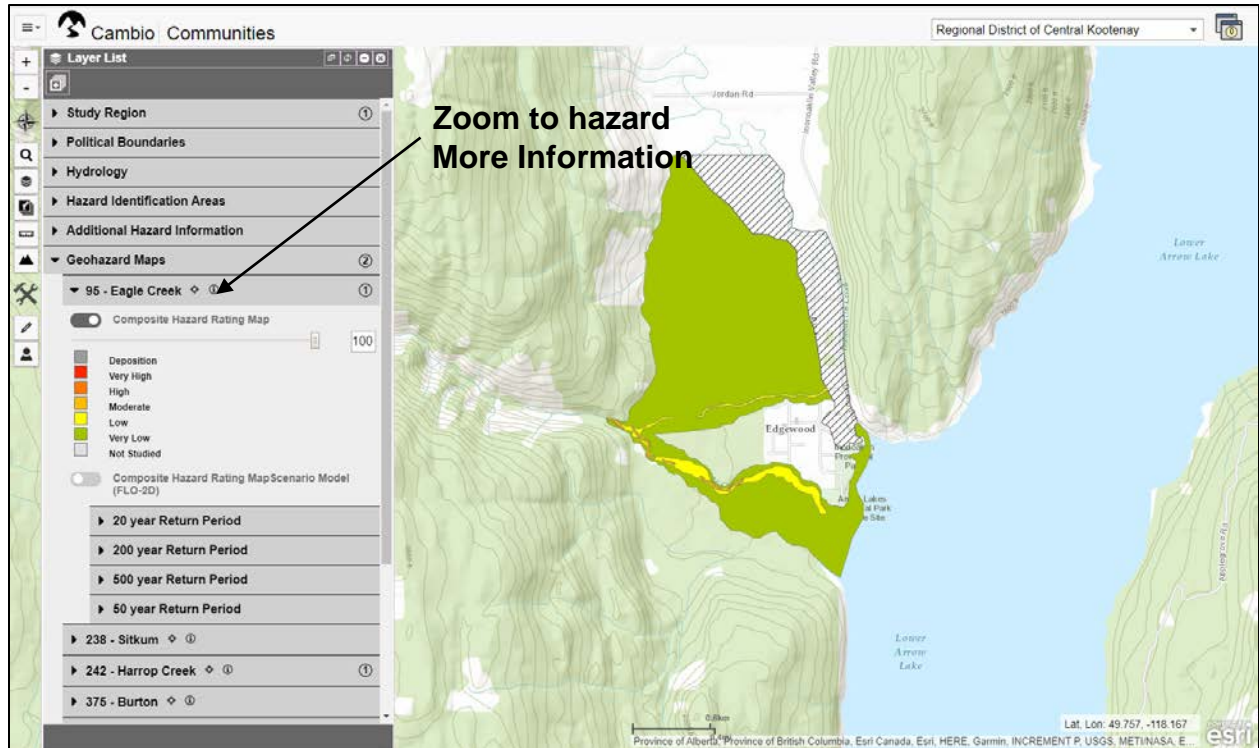 Cambio Communities
Regional District of Central Kootenay
Layer List
Study Region 1
Political Boundaries
Hydrology
Hazard Identification Areas
Additional Hazard Information
Geohazard Maps 2
95 - Eagle Creek 1
Composite Hazard Rating Map
100
Deposition
Very High
High
Moderate
Low
Very Low
Not Studied
Composite Hazard Rating MapScenario Model
(FLO-2D)
20 year Return Period
200 year Return Period
500 year Return Period
50 year Return Period
238 - Sitkum
242 - Harrop Creek 1
375 - Burton
Zoom to hazard
More Information
Jordan Rd
Lower
Arrow Lake
Edgewood
Lower
Arrow
Lake
Lat, Lon: 49.757, -118.167
Province of Alberta, Province of British Columbia, Esri Canada, Esri, HERE, Garmin, INCREMENT P, USGS, METI/NASA, E...
esri